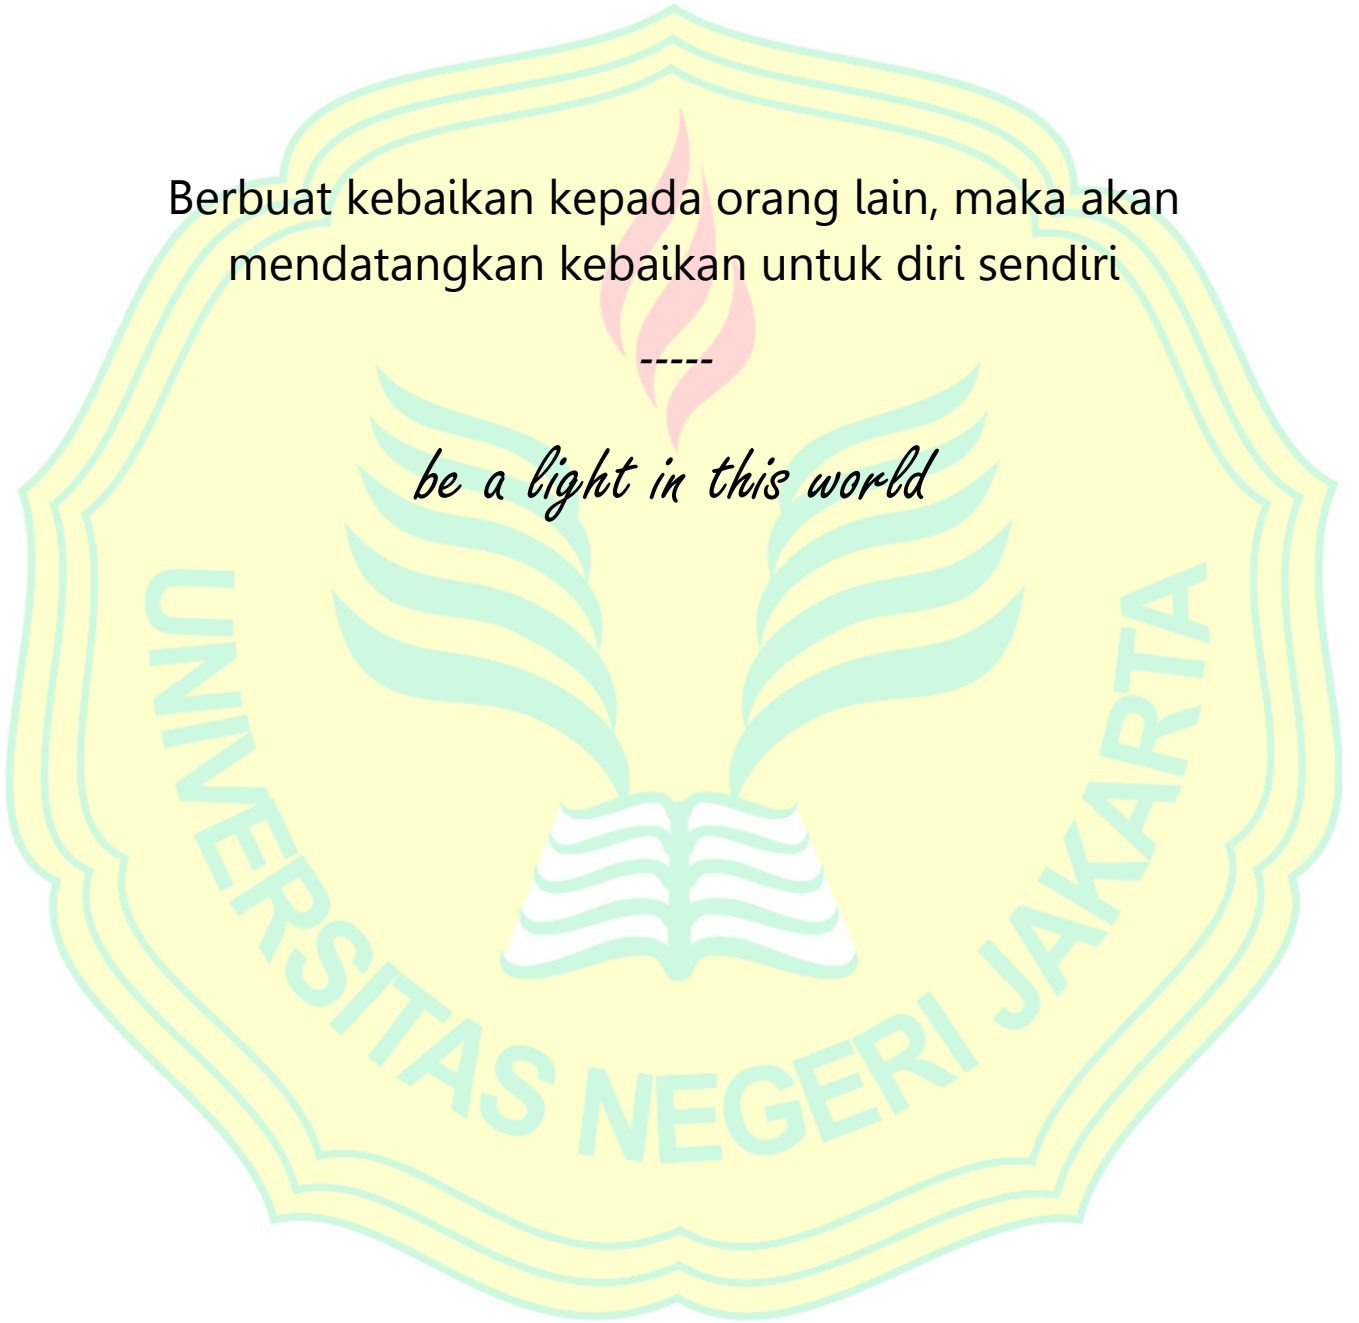 Berbuat kebaikan kepada orang lain, maka akan
mendatangkan kebaikan untuk diri sendiri
-----
be a light in this world
UNIVERSITAS NEGERI JAKARTA